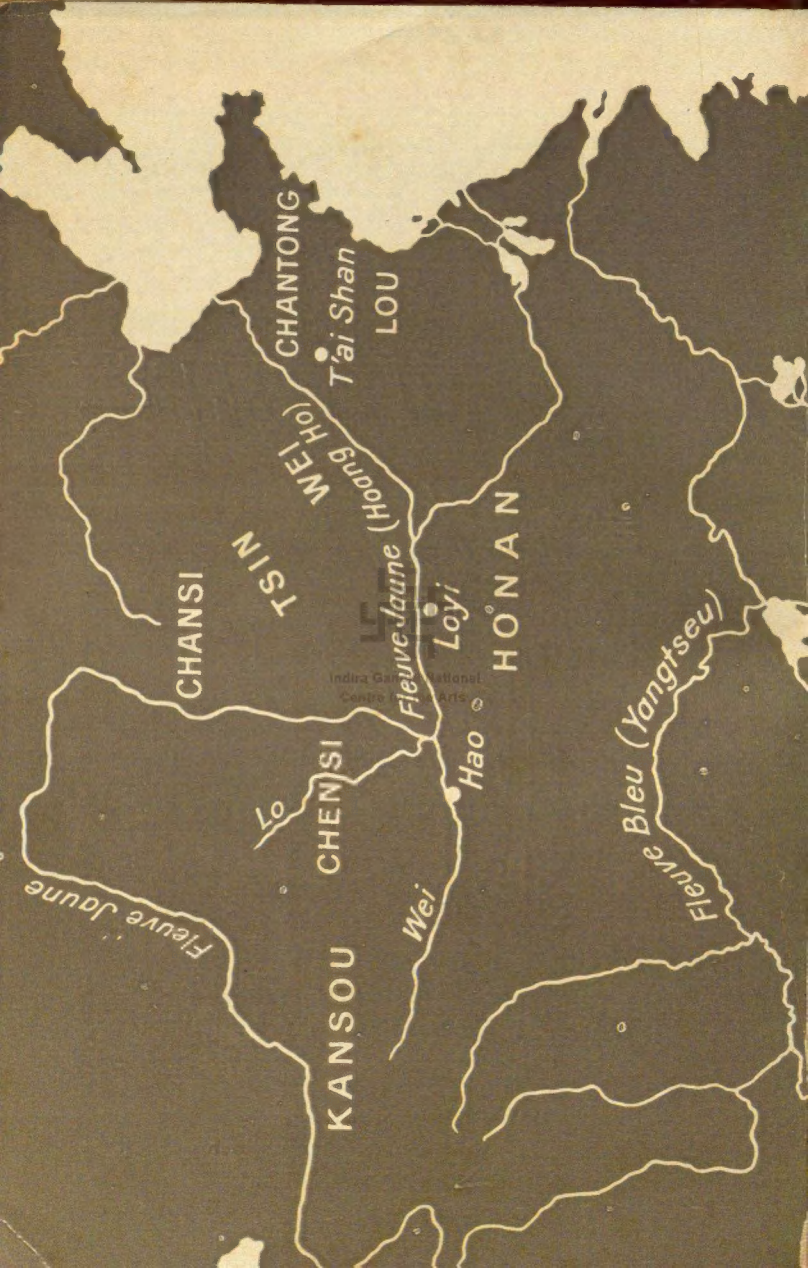 Fleuve Jaune
CHANSI
TSIN
WEI
CHANTONG
T'ai Shan
LOU
Lo
CHENSI
KANSOU
Fleuve Jaune (Hoang Ho)
Wei
Hao
Loyi
HONAN
Fleuve Bleu (Yangtseu)
Indira Gandhi National
Centre for the Arts